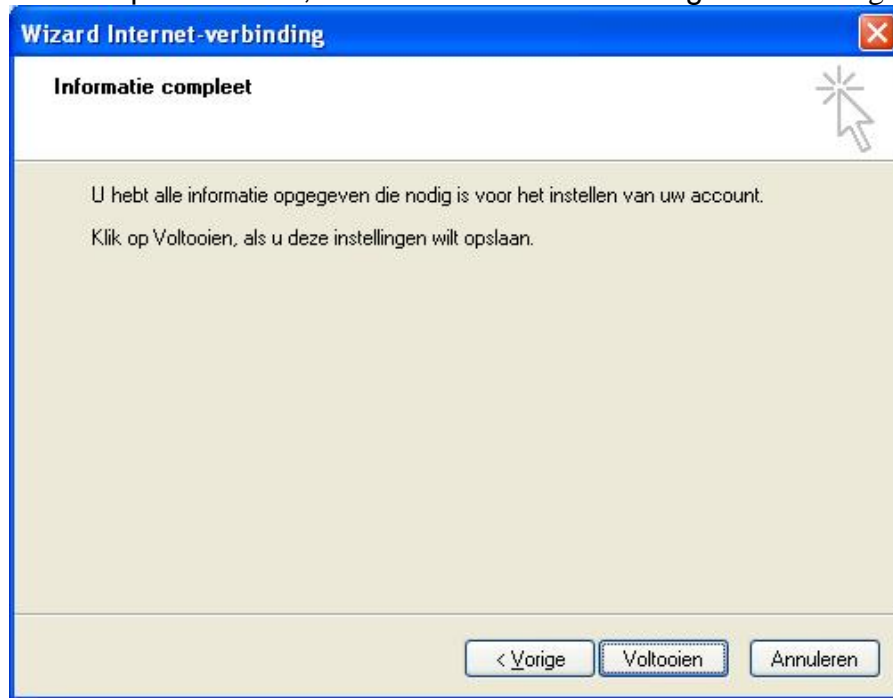 Wizard Internet-verbinding
Informatie compleet
U hebt alle informatie opgegeven die nodig is voor het instellen van uw account.
Klik op Voltooien, als u deze instellingen wilt opslaan.
< Vorige Voltooien Annuleren